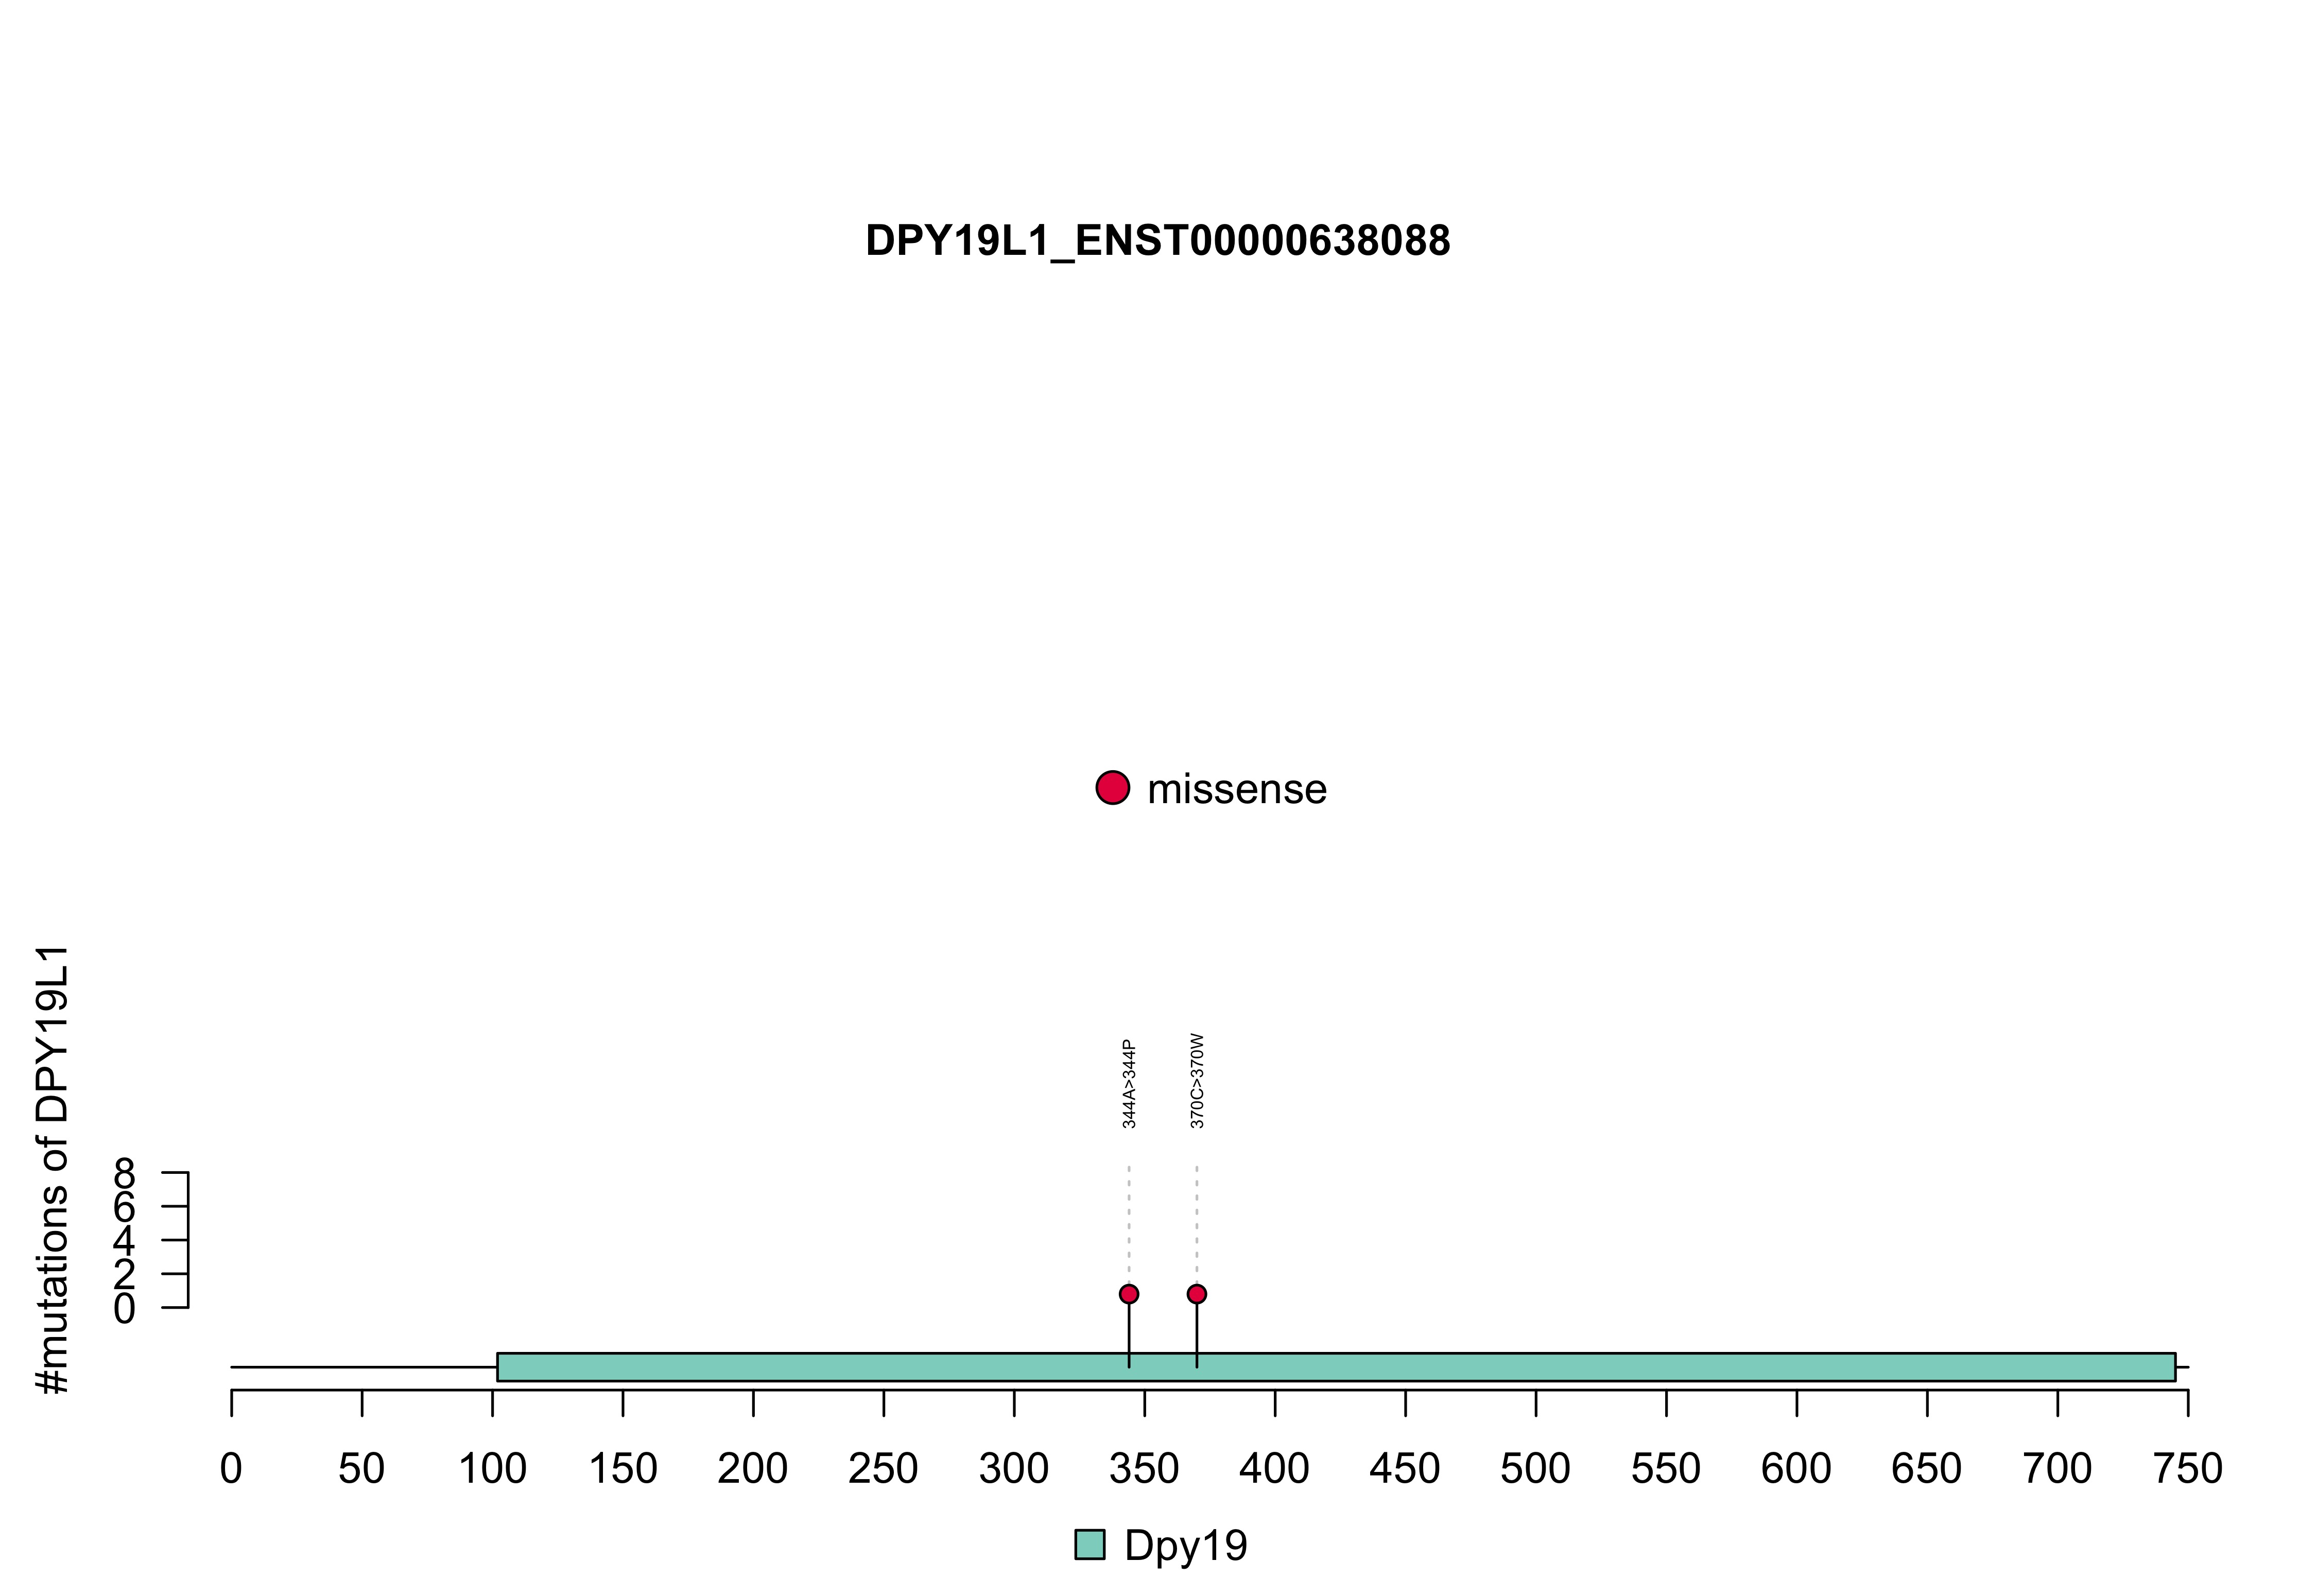 DPY19L1_ENST00000638088
missense
#mutations of DPY19L1
344A>344P
370C>370W
8
6
4
2
0
0 50 100 150 200 250 300 350 400 450 500 550 600 650 700 750
Dpy19